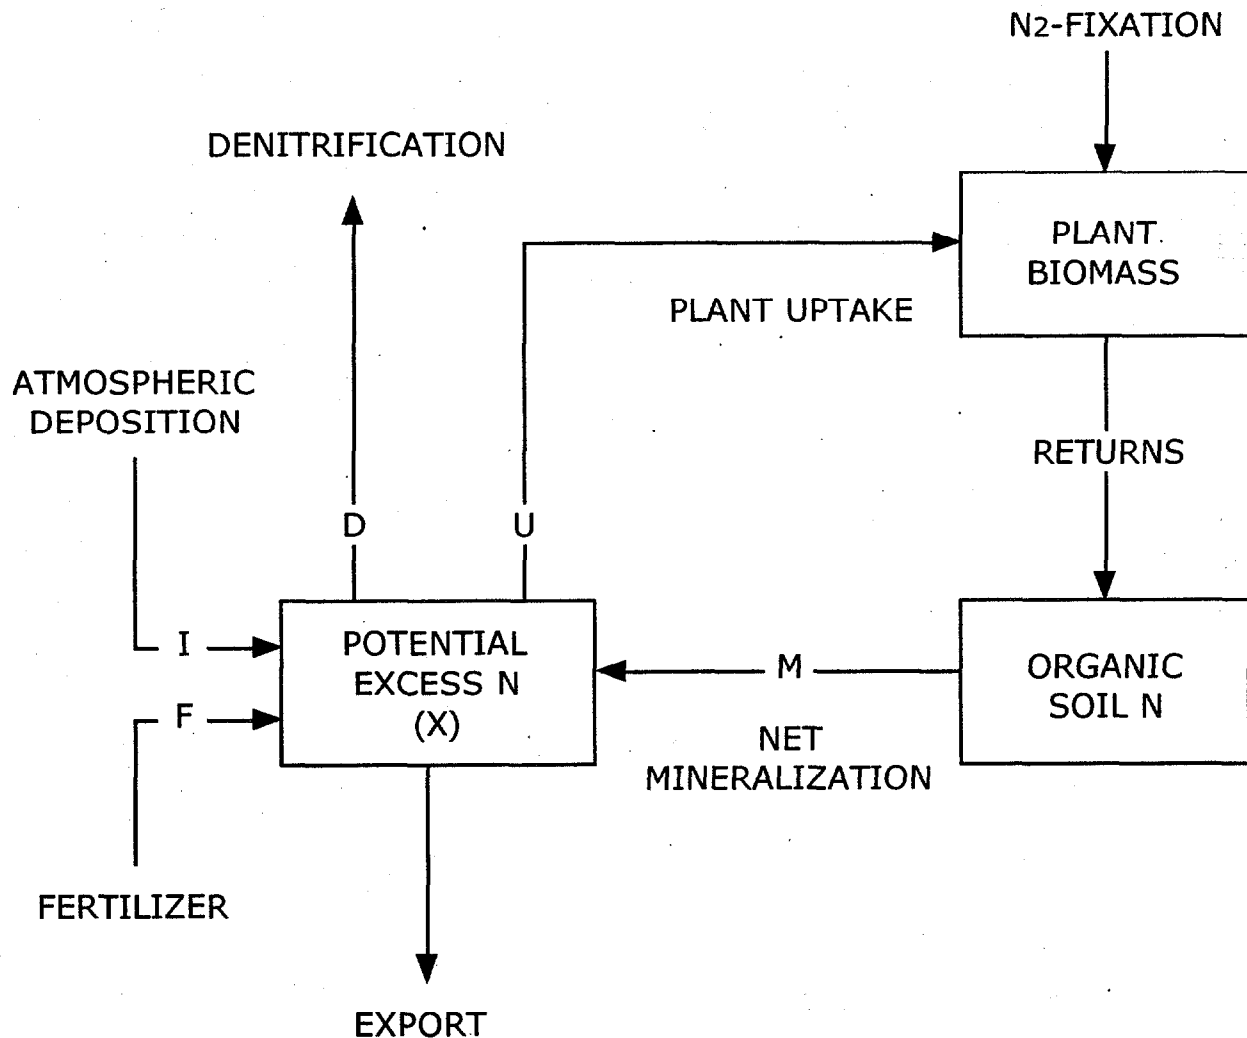 N2-FIXATION
DENITRIFICATION
PLANT
BIOMASS
PLANT UPTAKE
ATMOSPHERIC
DEPOSITION
RETURNS
D
U
I
POTENTIAL
EXCESS N
(X)
F
M
ORGANIC
SOIL N
NET
MINERALIZATION
FERTILIZER
EXPORT